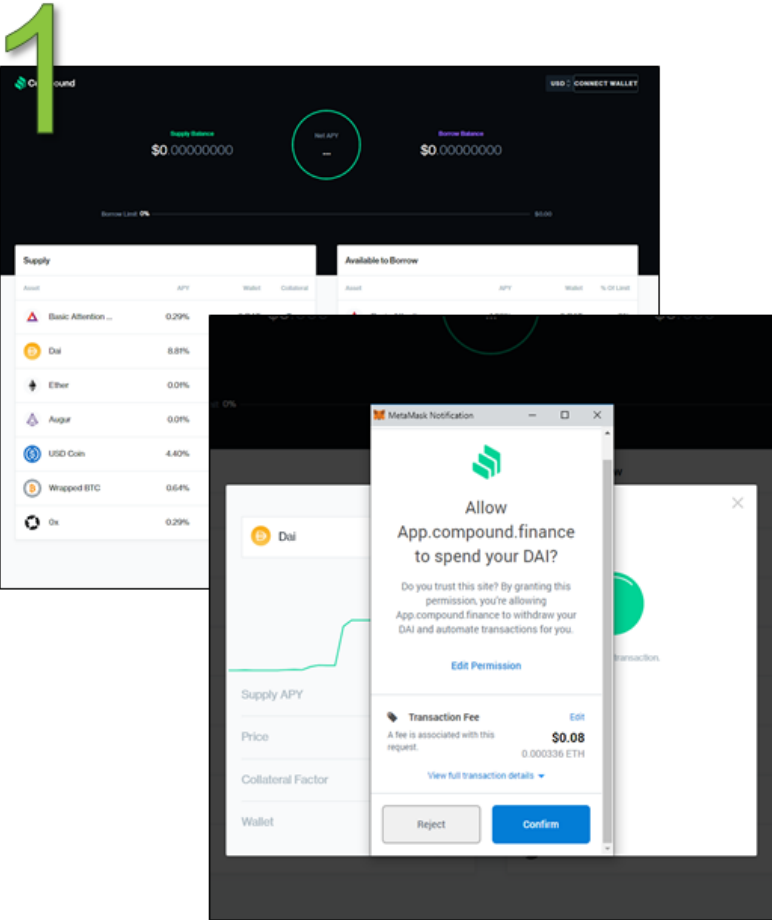 1
Compound
USD CONNECT WALLET
Supply Balance
$0.00000000
Net APY
...
Borrow Balance
$0.00000000
Borrow Limit 0% $0.00
Supply
Asset APY Wallet Collateral
Basic Attention ... 0.29%
Dai 8.81%
Ether 0.01%
Augur 0.01%
USD Coin 4.40%
Wrapped BTC 0.64%
0x 0.29%
Available to Borrow
Asset APY Wallet % Of Limit
0%
MetaMask Notification
Allow
App.compound.finance
to spend your DAI?
Do you trust this site? By granting this
permission, you're allowing
App.compound.finance to withdraw your
DAI and automate transactions for you.
Edit Permission
Transaction Fee Edit
A fee is associated with this
request.
$0.08
0.000336 ETH
View full transaction details
Reject Confirm
Dai
Supply APY
Price
Collateral Factor
Wallet
transaction.